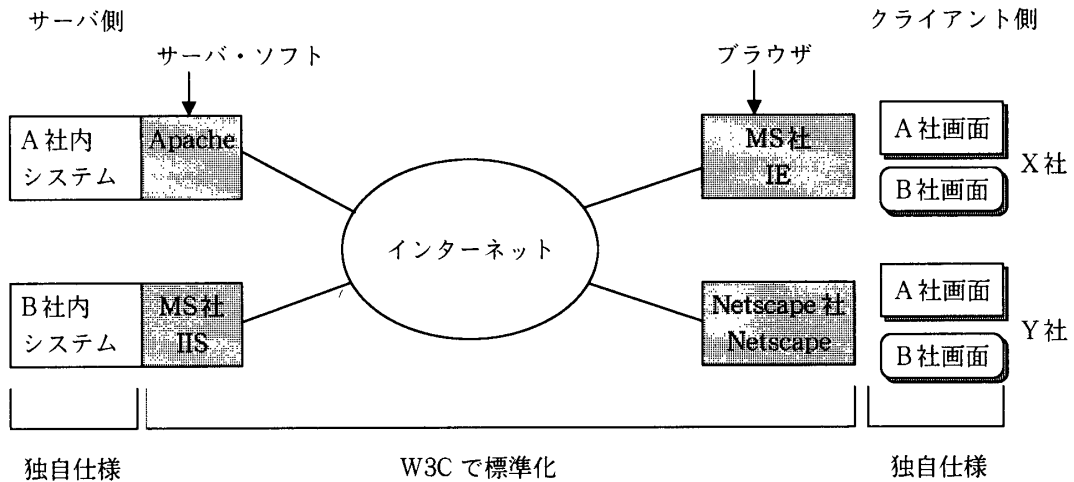 サーバ側
クライアント側
サーバ・ソフト
ブラウザ
A社内
システム
Apache
MS社
IE
A社画面
B社画面
X社
インターネット
B社内
システム
MS社
IIS
Netscape社
Netscape
A社画面
B社画面
Y社
独自仕様
W3Cで標準化
独自仕様